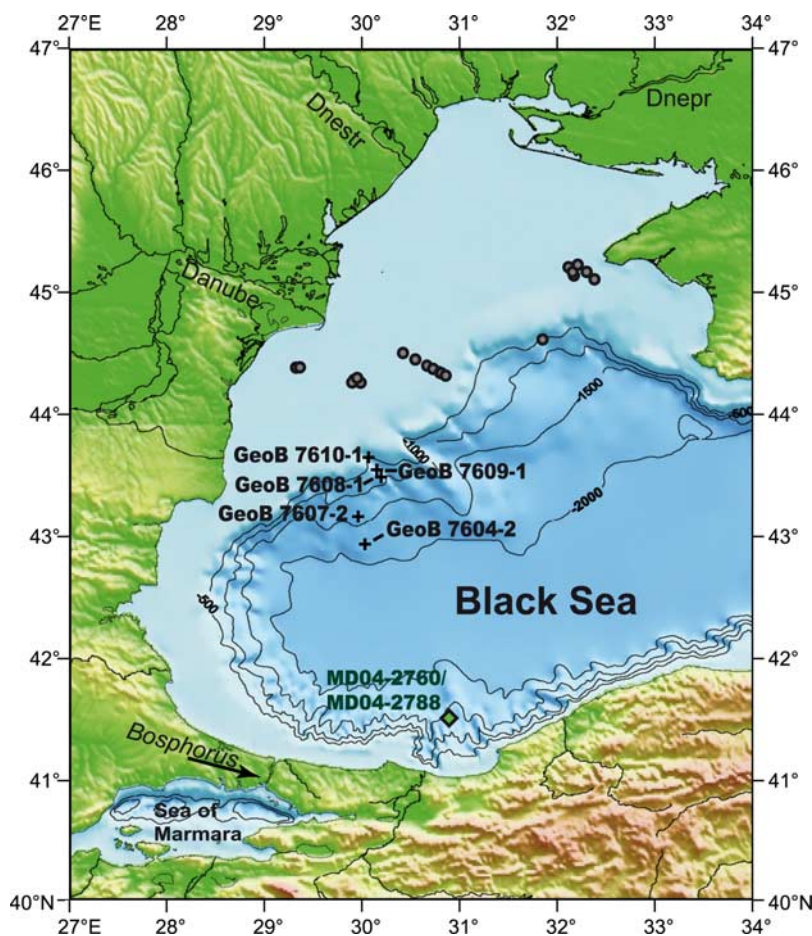 27°E 28° 29° 30° 31° 32° 33° 34°
47° 47°
Dnepr
Dnestr
46° 46°
45° 45°
Danube
44° 44°
-1500
-500
-1000
GeoB 7610-1
GeoB 7609-1
GeoB 7608-1
-2000
GeoB 7607-2
GeoB 7604-2
43° 43°
-500
Black Sea
42° 42°
MD04-2760/
MD04-2788
Bosphorus
41° 41°
Sea of
Marmara
40°N 40°N
27°E 28° 29° 30° 31° 32° 33° 34°